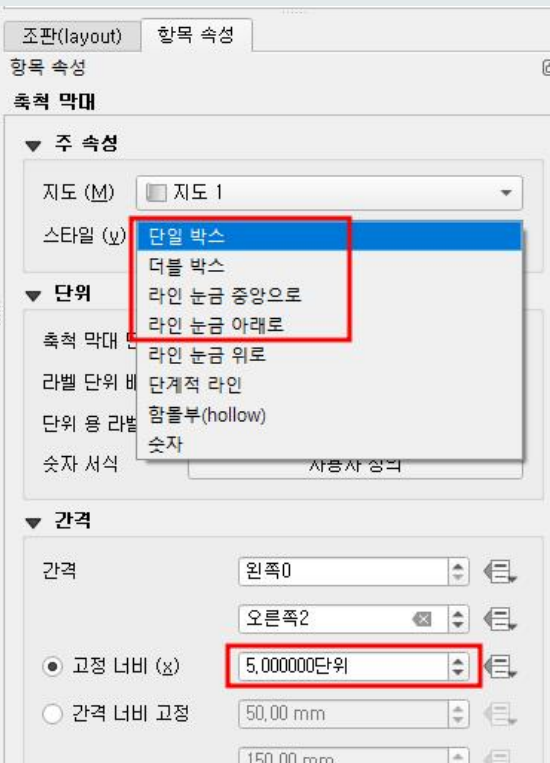 조판(layout) 항목 속성
항목 속성
축척 막대
주 속성
지도 (M) 지도 1
스타일 (y) 단일 박스
더블 박스
라인 눈금 중앙으로
단위
라인 눈금 아래로
축척 막대 라인 눈금 위로
라벨 단위 단계적 라인
단위 용 라벨 함몰부(hollow)
숫자
숫자 서식 사용자 정의
간격
간격 왼쪽0
오른쪽2
고정 너비 (x) 5,000000단위
간격 너비 고정 50,00 mm
150,00 mm